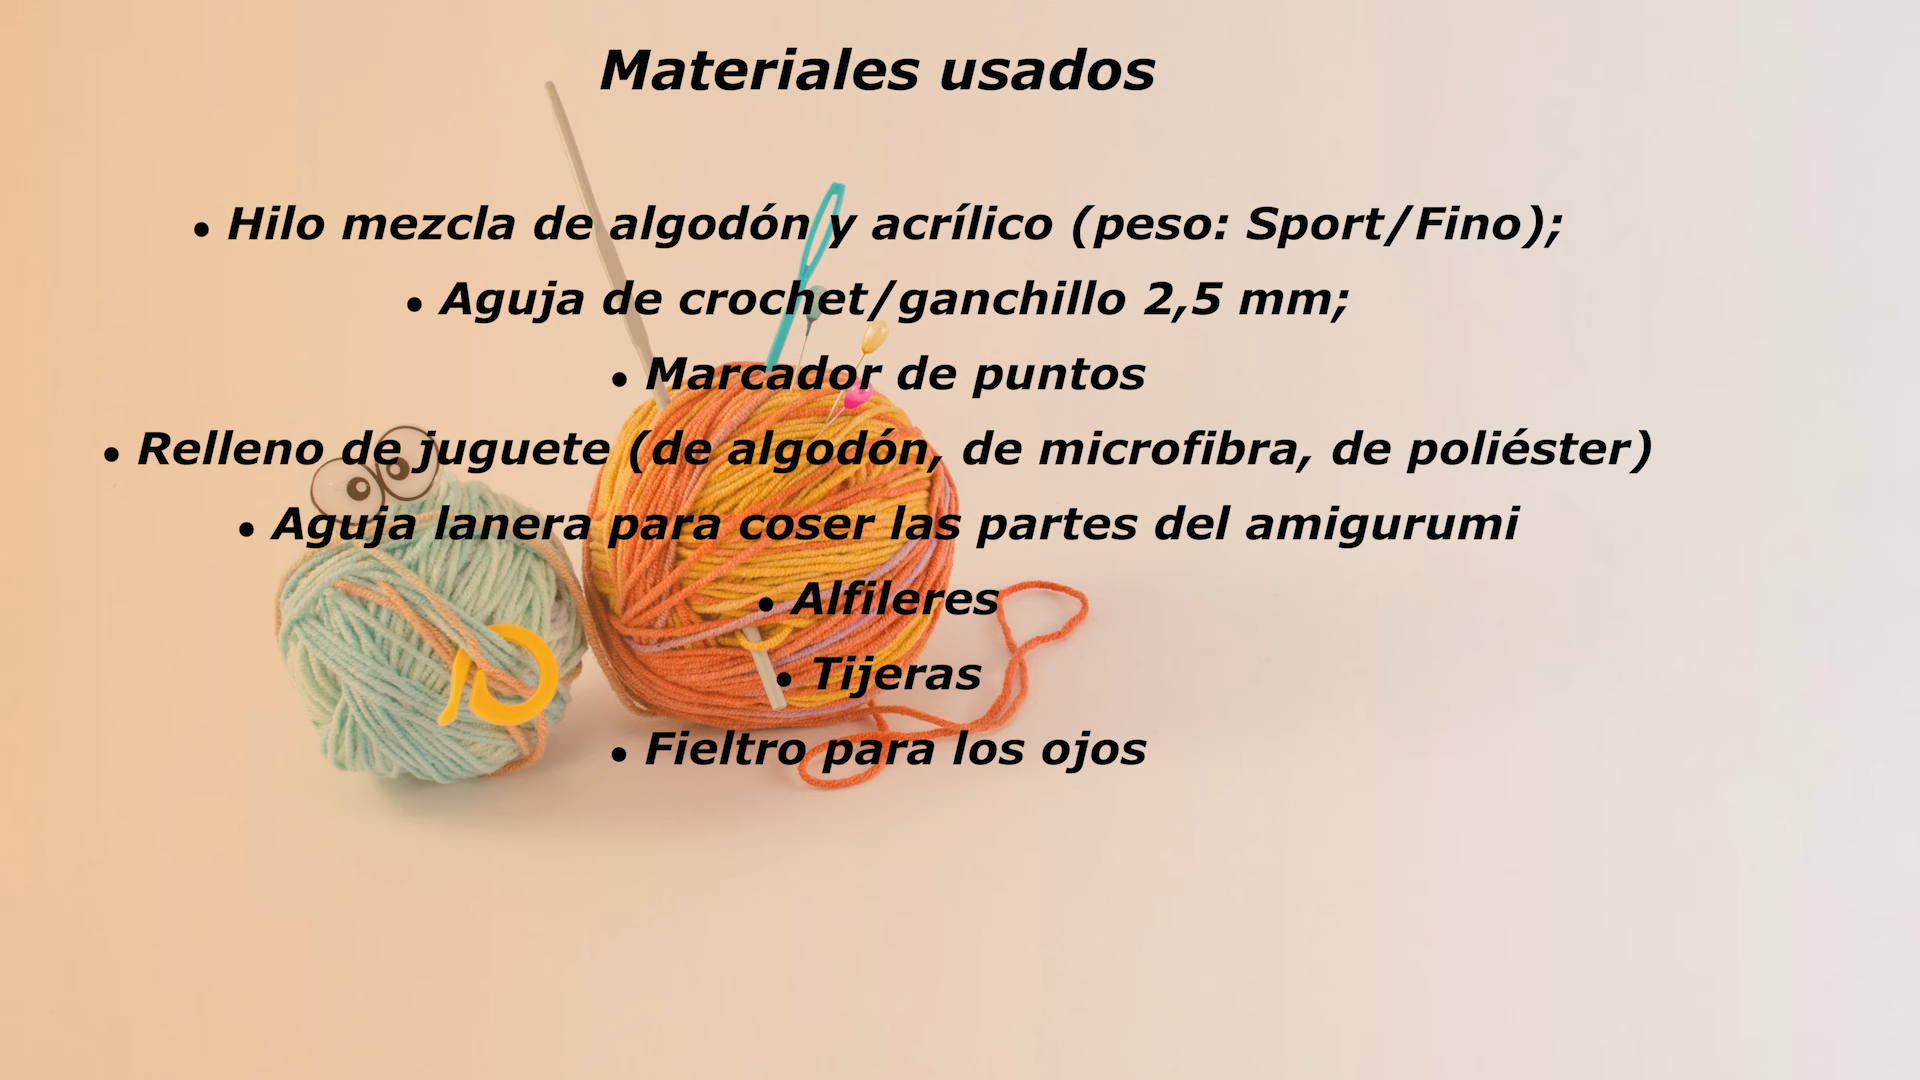 Materiales usados
• Hilo mezcla de algodón y acrílico (peso: Sport/Fino);
• Aguja de crochet/ganchillo 2,5 mm;
• Marcador de puntos
• Relleno de juguete (de algodón, de microfibra, de poliéster)
• Aguja lanera para coser las partes del amigurumi
• Alfileres
• Tijeras
• Fieltro para los ojos